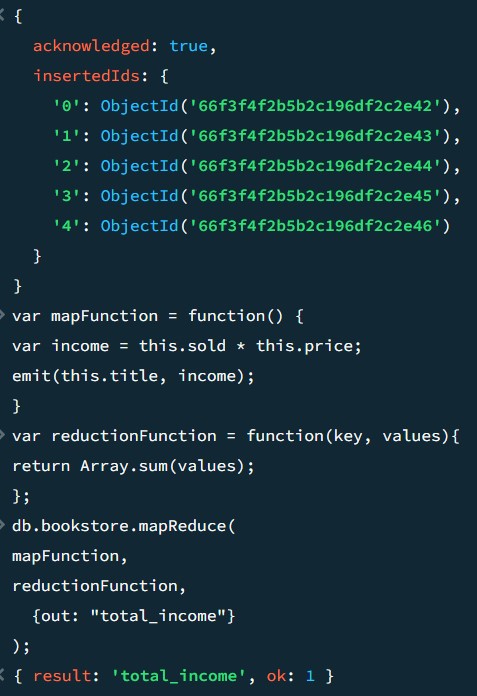 {
acknowledged: true,
insertedIds: {
'0': ObjectId('66f3f4f2b5b2c196df2c2e42'),
'1': ObjectId('66f3f4f2b5b2c196df2c2e43'),
'2': ObjectId('66f3f4f2b5b2c196df2c2e44'),
'3': ObjectId('66f3f4f2b5b2c196df2c2e45'),
'4': ObjectId('66f3f4f2b5b2c196df2c2e46')
}
}
var mapFunction = function() {
var income = this.sold * this.price;
emit(this.title, income);
}
var reductionFunction = function(key, values){
return Array.sum(values);
};
db.bookstore.mapReduce(
mapFunction,
reductionFunction,
{out: "total_income"}
);
{ result: 'total_income', ok: 1 }